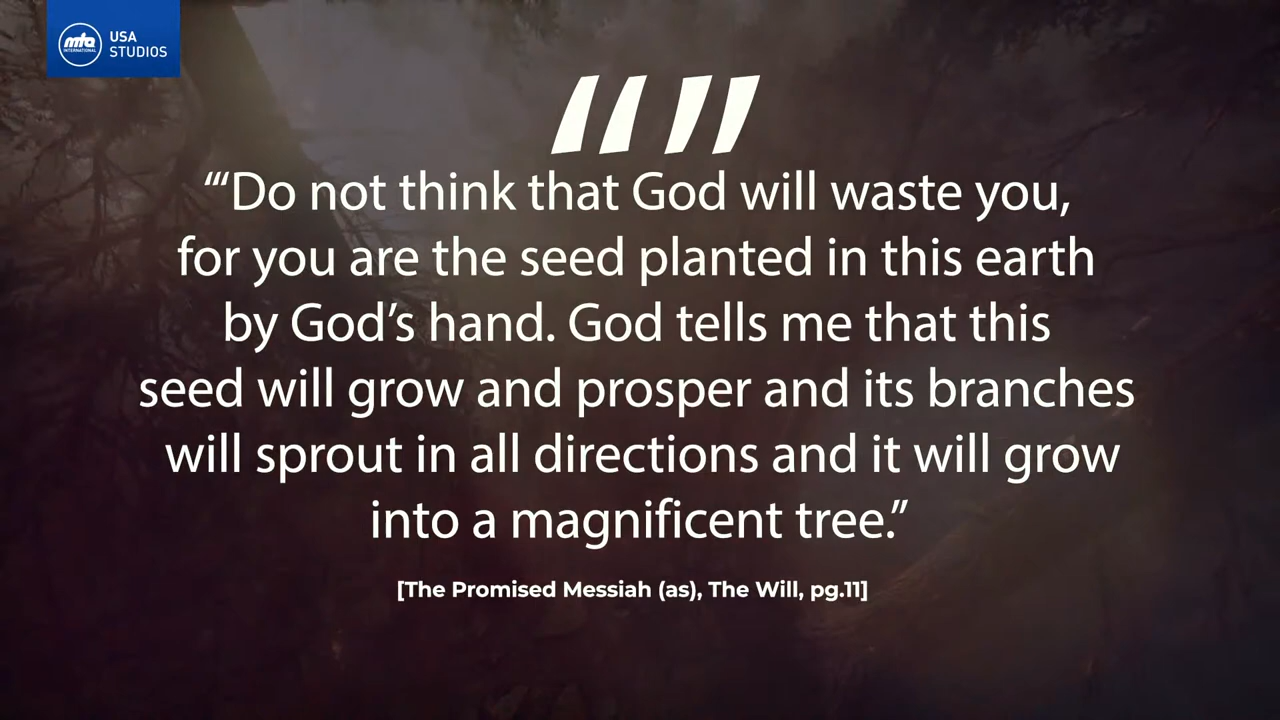 mta
INTERNATIONAL
USA
STUDIOS
“”
“‘Do not think that God will waste you,
for you are the seed planted in this earth
by God’s hand. God tells me that this
seed will grow and prosper and its branches
will sprout in all directions and it will grow
into a magnificent tree.”
[The Promised Messiah (as), The Will, pg.11]